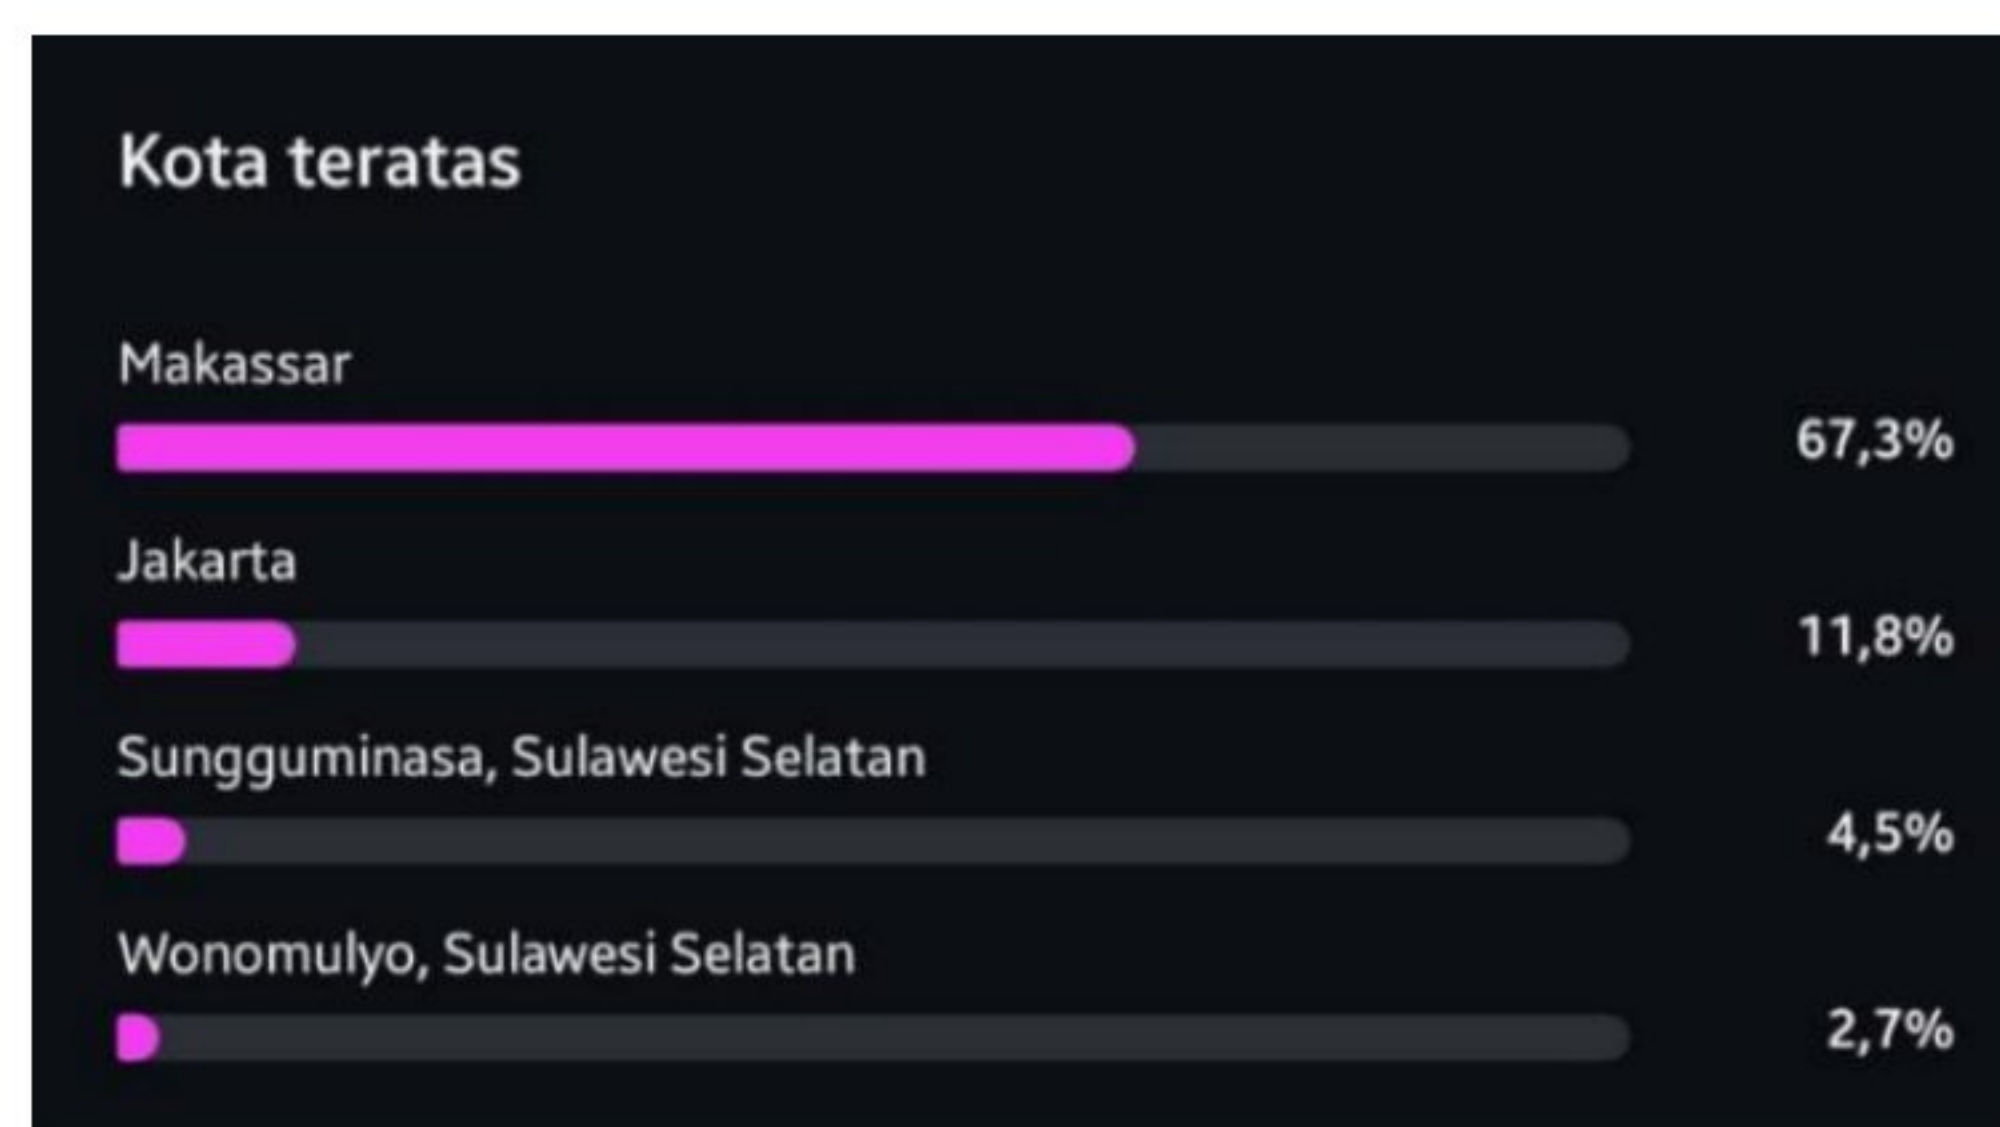 Kota teratas
Makassar
67,3%
Jakarta
11,8%
Sungguminasa, Sulawesi Selatan
4,5%
Wonomulyo, Sulawesi Selatan
2,7%